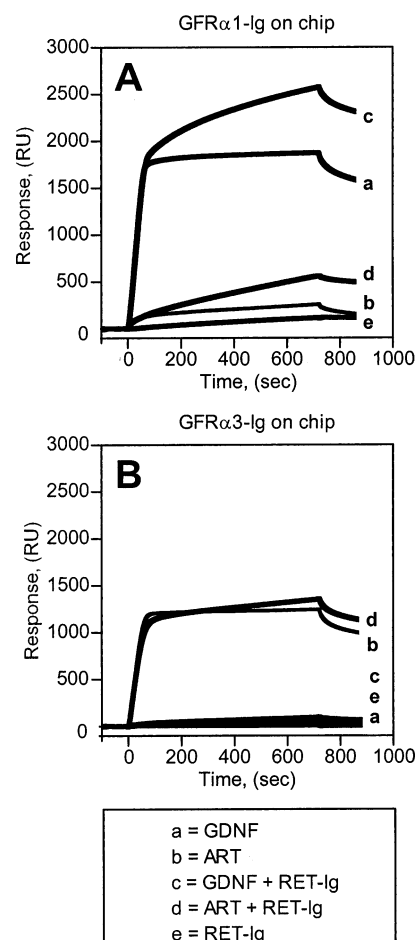 GFRα1-Ig on chip
A
3000
2500
2000
1500
1000
500
0
Response, (RU)
c
a
d
b
e
0 200 400 600 800 1000
Time, (sec)
GFRα3-Ig on chip
B
3000
2500
2000
1500
1000
500
0
Response, (RU)
d
b
c
e
a
0 200 400 600 800 1000
Time, (sec)
a = GDNF
b = ART
c = GDNF + RET-Ig
d = ART + RET-Ig
e = RET-Ig